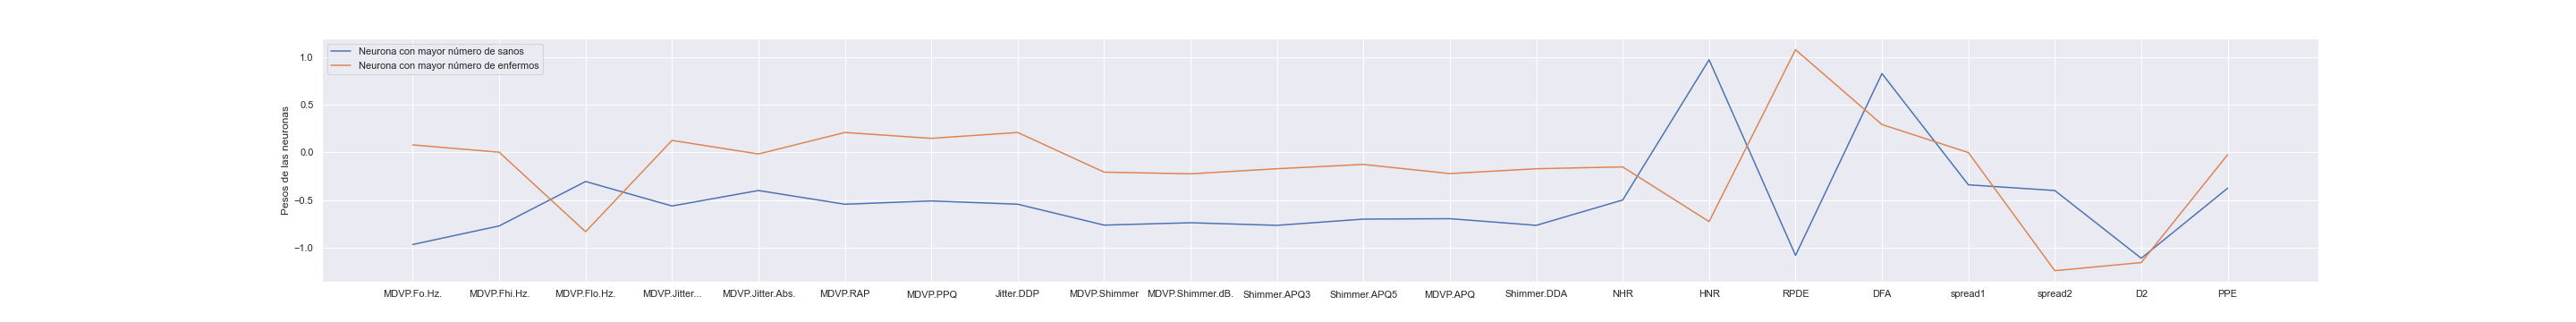 Neurona con mayor número de sanos
Neurona con mayor número de enfermos
Pesos de las neuronas
1.0
0.5
0.0
−0.5
−1.0
MDVP.Fo.Hz. MDVP.Fhi.Hz. MDVP.Flo.Hz. MDVP.Jitter... MDVP.Jitter.Abs. MDVP.RAP MDVP.PPQ Jitter.DDP MDVP.Shimmer MDVP.Shimmer.dB. Shimmer.APQ3 Shimmer.APQ5 MDVP.APQ Shimmer.DDA NHR HNR RPDE DFA spread1 spread2 D2 PPE